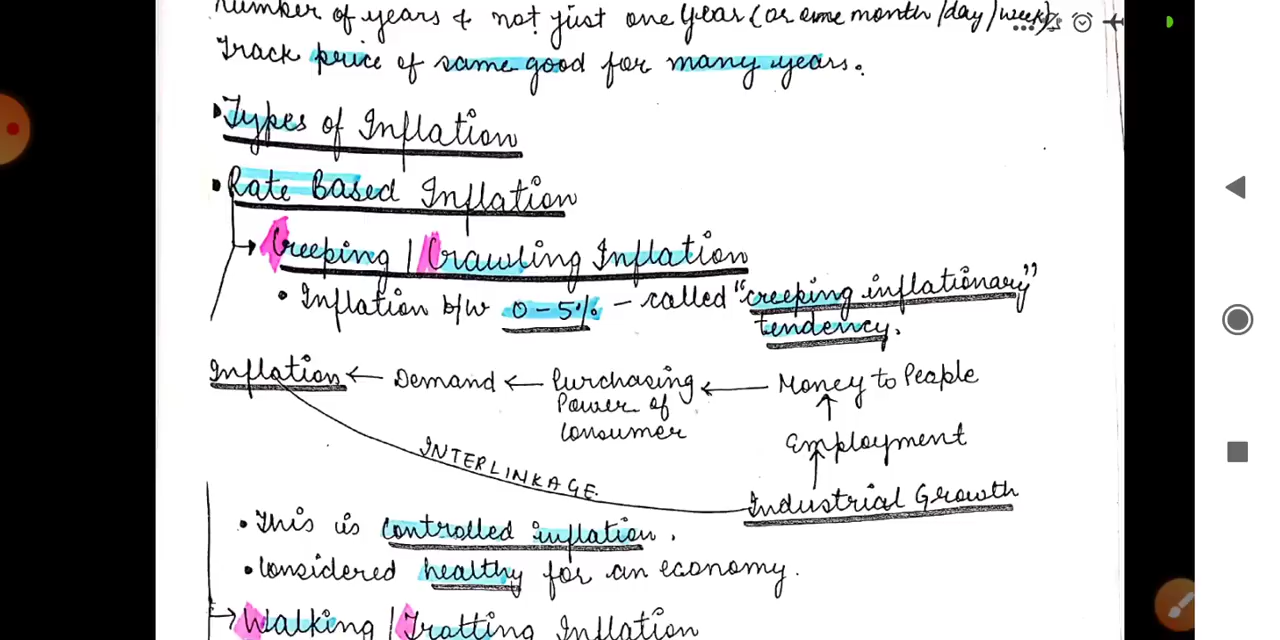 number of years & not just one year (or one month /day /week).
Track price of same good for many years.
Types of Inflation
Rate Based Inflation
→ Creeping | Crawling Inflation
• Inflation b/w 0-5% – called "creeping inflationary
tendency.
Inflation ← Demand ← Purchasing ← Money to People
Power of
consumer
↑
Employment
↑
INTERLINKAGE.
Industrial Growth
• This is controlled inflation.
• Considered healthy for an economy.
→ Walking | Trotting Inflation